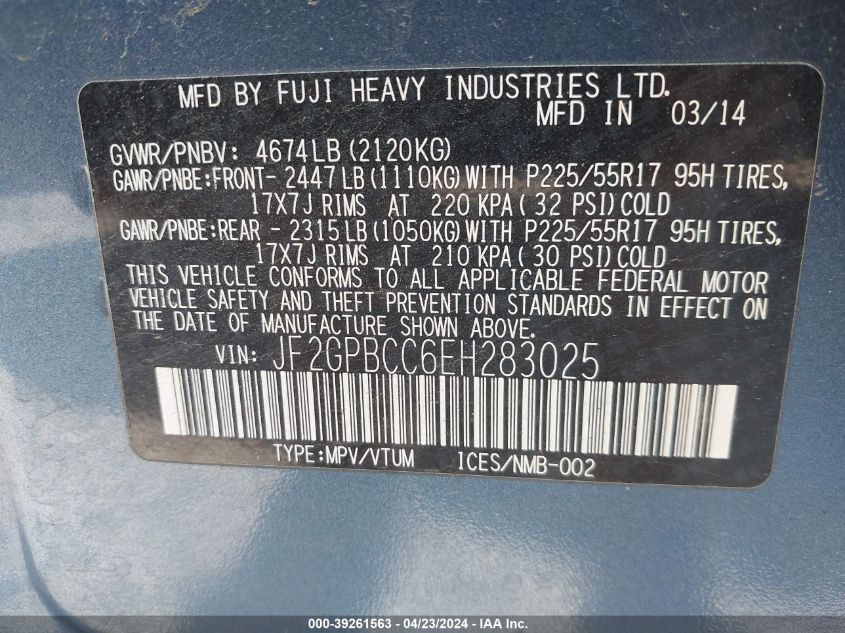 MFD BY FUJI HEAVY INDUSTRIES LTD.
MFD IN 03/14
GVWR/PNBV: 4674LB(2120KG)
GAWR/PNBE:FRONT- 2447LB(1110KG)WITH P225/55R17 95H TIRES,
17X7J RIMS AT 220 KPA( 32 PSI)COLD
GAWR/PNBE:REAR - 2315LB(1050KG)WITH P225/55R17 95H TIRES,
17X7J RIMS AT 210 KPA( 30 PSI)COLD
THIS VEHICLE CONFORMS TO ALL APPLICABLE FEDERAL MOTOR
VEHICLE SAFETY AND THEFT PREVENTION STANDARDS IN EFFECT ON
THE DATE OF MANUFACTURE SHOWN ABOVE.
VIN: JF2GPBCC6EH283025
TYPE:MPV/VTUM ICES/NMB-002
000-39261563 - 04/23/2024 - IAAI.COM